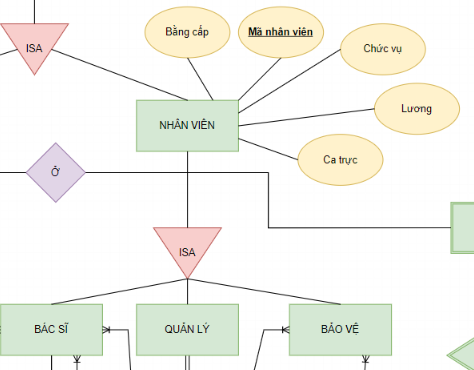 Bằng cấp
Mã nhân viên
ISA
Chức vụ
Lương
NHÂN VIÊN
Ca trực
Ở
ISA
BÁC SĨ
QUẢN LÝ
BẢO VỆ